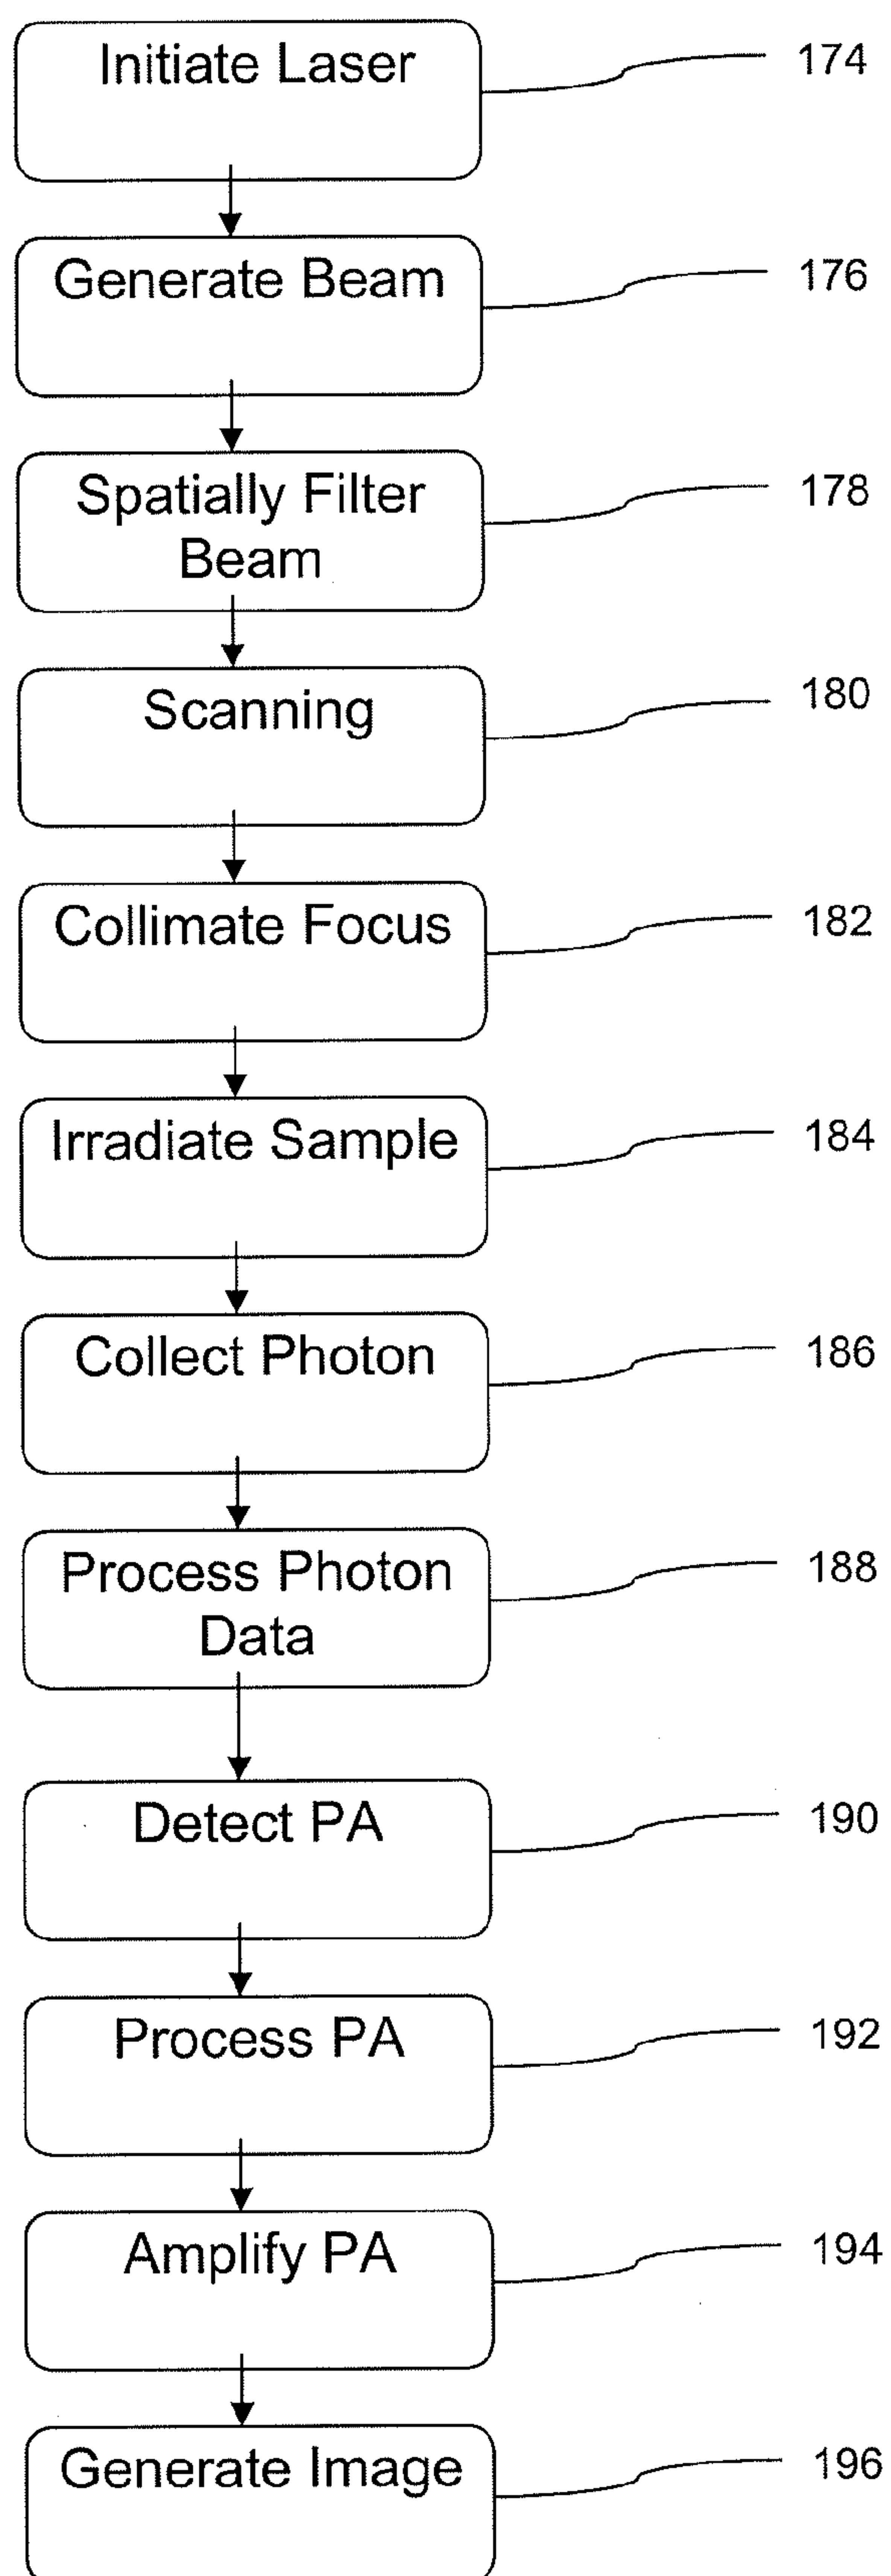 Initiate Laser 174
Generate Beam 176
Spatially Filter 178
Beam
Scanning 180
Collimate Focus 182
Irradiate Sample 184
Collect Photon 186
Process Photon 188
Data
Detect PA 190
Process PA 192
Amplify PA 194
Generate Image 196